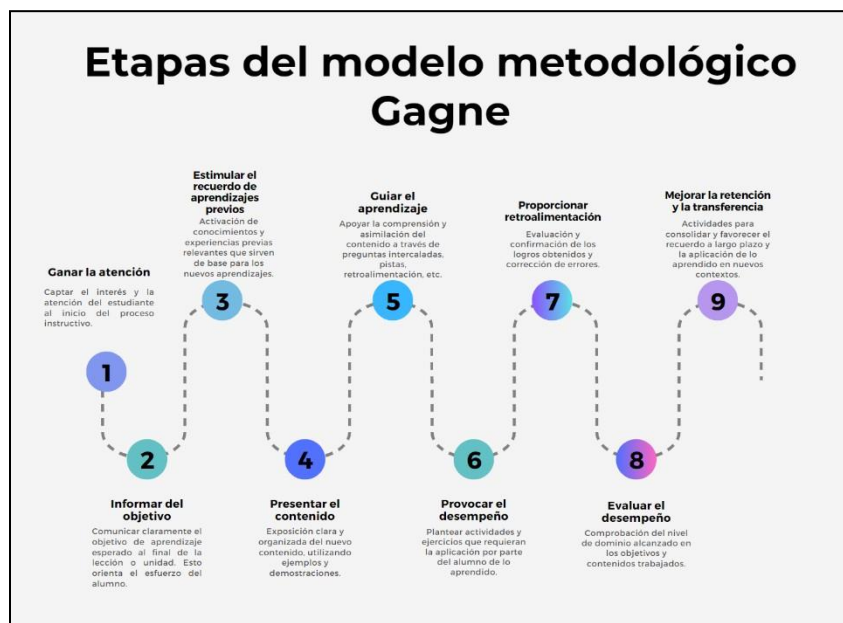 Etapas del modelo metodológico
Gagne
Ganar la atención
Captar el interés y la
atención del estudiante
al inicio del proceso
instructivo.
1
2
Informar del
objetivo
Comunicar claramente el
objetivo de aprendizaje
esperado al final de la
lección o unidad. Esto
orienta el esfuerzo del
alumno.
Estimular el
recuerdo de
aprendizajes
previos
Activación de
conocimientos y
experiencias previas
relevantes que sirven de
base para los
nuevos aprendizajes.
3
4
Presentar el
contenido
Exposición clara y
organizada del nuevo
contenido, utilizando
ejemplos y
demostraciones.
Guiar el
aprendizaje
Apoyar la comprensión y
asimilación del
contenido a través de
preguntas intercaladas,
pistas,
retroalimentación, etc.
5
6
Provocar el
desempeño
Plantear actividades y
ejercicios que requieran
la aplicación por parte
del alumno de lo
aprendido.
Proporcionar
retroalimentación
Evaluación y
confirmación de los
logros obtenidos y
corrección de errores.
7
8
Evaluar el
desempeño
Comprobación del nivel
de dominio alcanzado en
los objetivos y
contenidos trabajados.
Mejorar la retención
y la transferencia
Actividades para
consolidar y favorecer el
recuerdo a largo plazo y
la aplicación de lo
aprendido en nuevos
contextos.
9